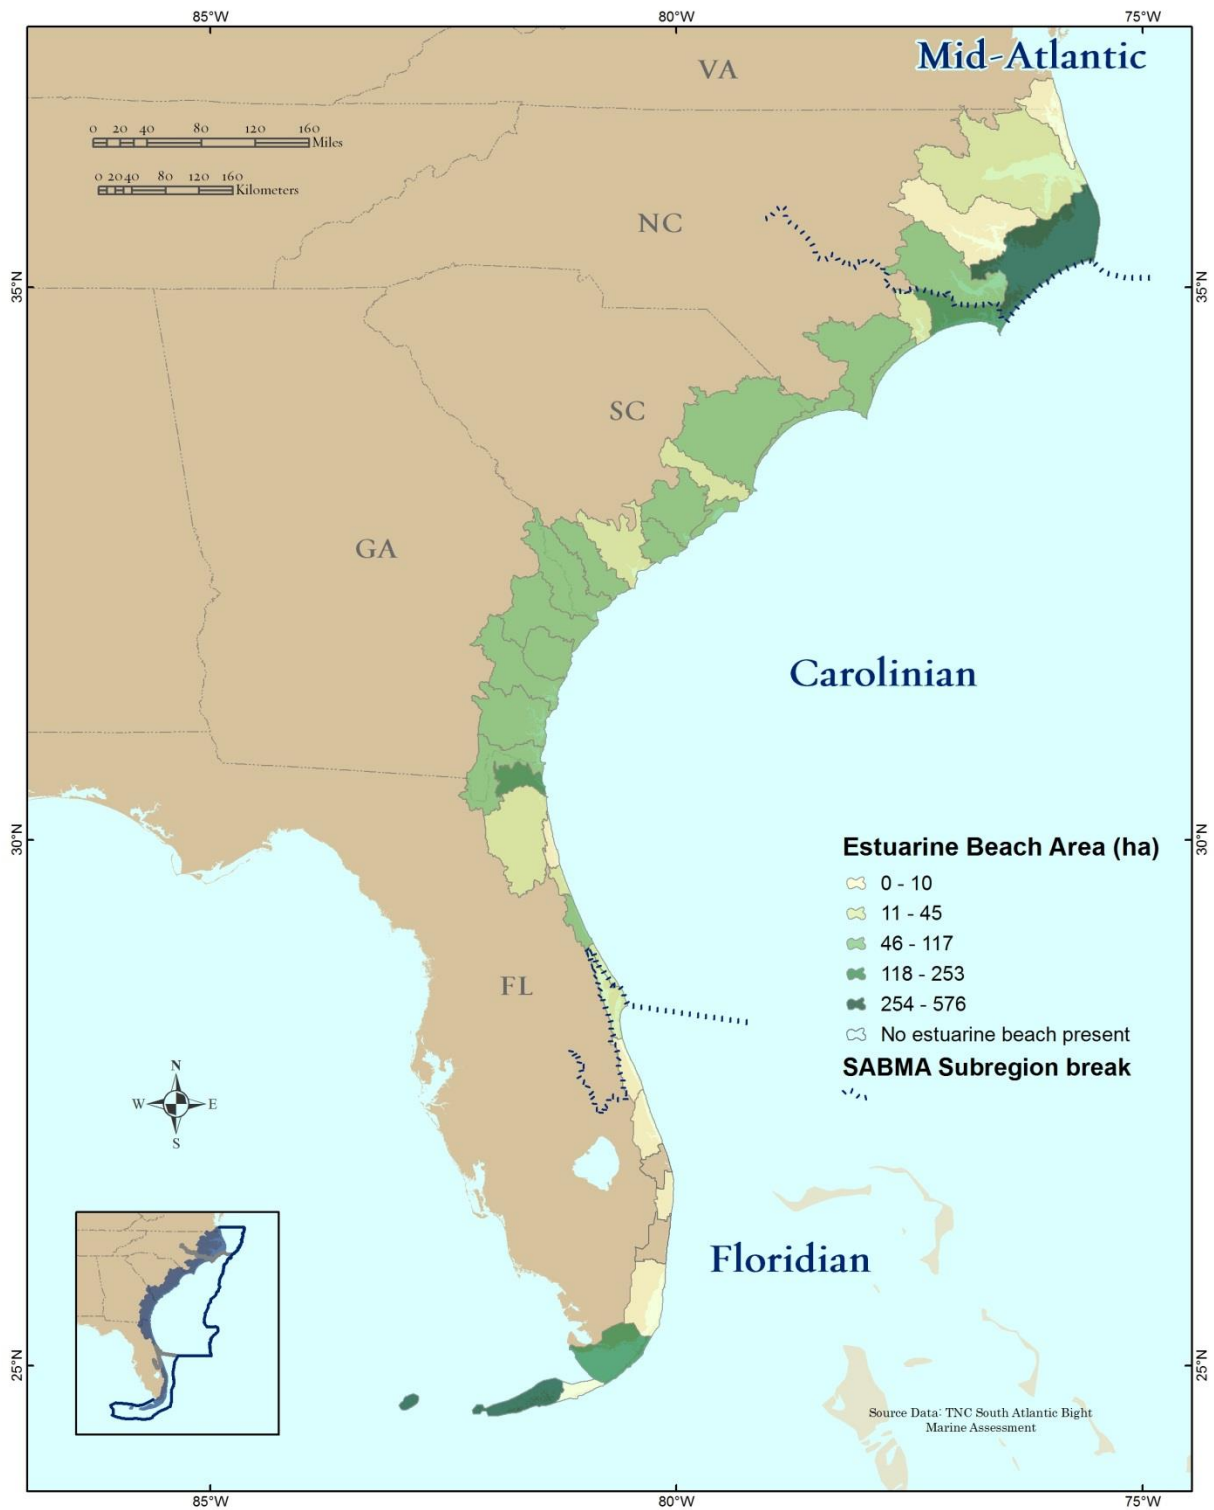 85°W 80°W 75°W
Mid-Atlantic
VA
0 20 40 80 120 160
Miles
0 20 40 80 120 160
Kilometers
NC
35°N 35°N
SC
GA
Carolinian
30°N 30°N
Estuarine Beach Area (ha)
0 - 10
11 - 45
46 - 117
118 - 253
254 - 576
No estuarine beach present
SABMA Subregion break
FL
N
W E
S
Floridian
25°N 25°N
Source Data: TNC South Atlantic Bight
Marine Assessment
85°W 80°W 75°W